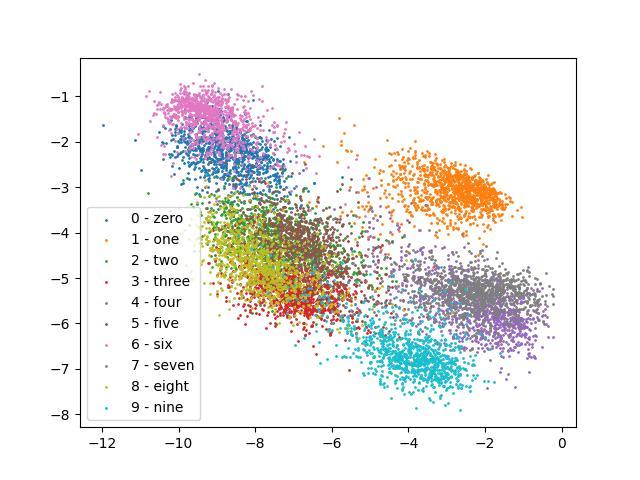 −1
−2
−3
−4
−5
−6
−7
−8
0 - zero
1 - one
2 - two
3 - three
4 - four
5 - five
6 - six
7 - seven
8 - eight
9 - nine
−12 −10 −8 −6 −4 −2 0